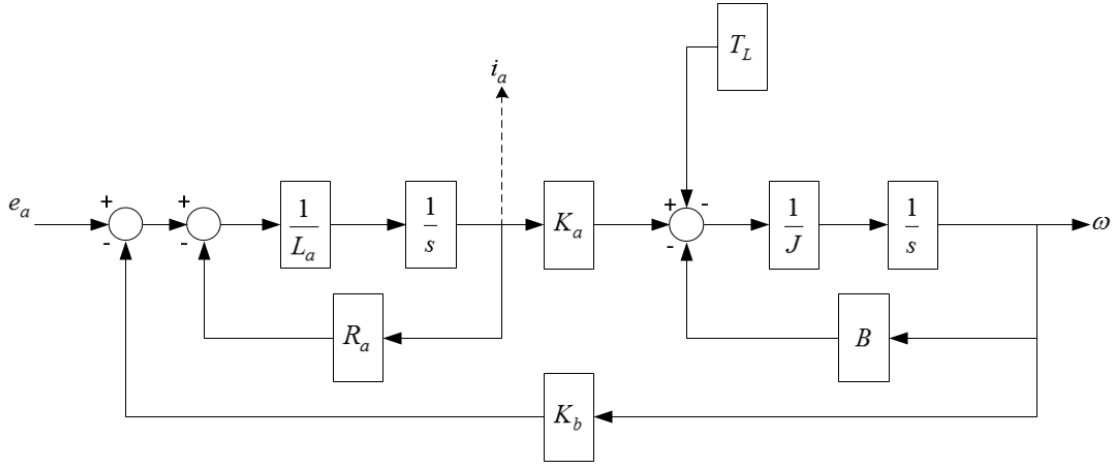 T_L
i_a
e_a
+
-
+
-
1
L_a
1
s
K_a
+
-
-
1
J
1
s
ω
R_a
B
K_b